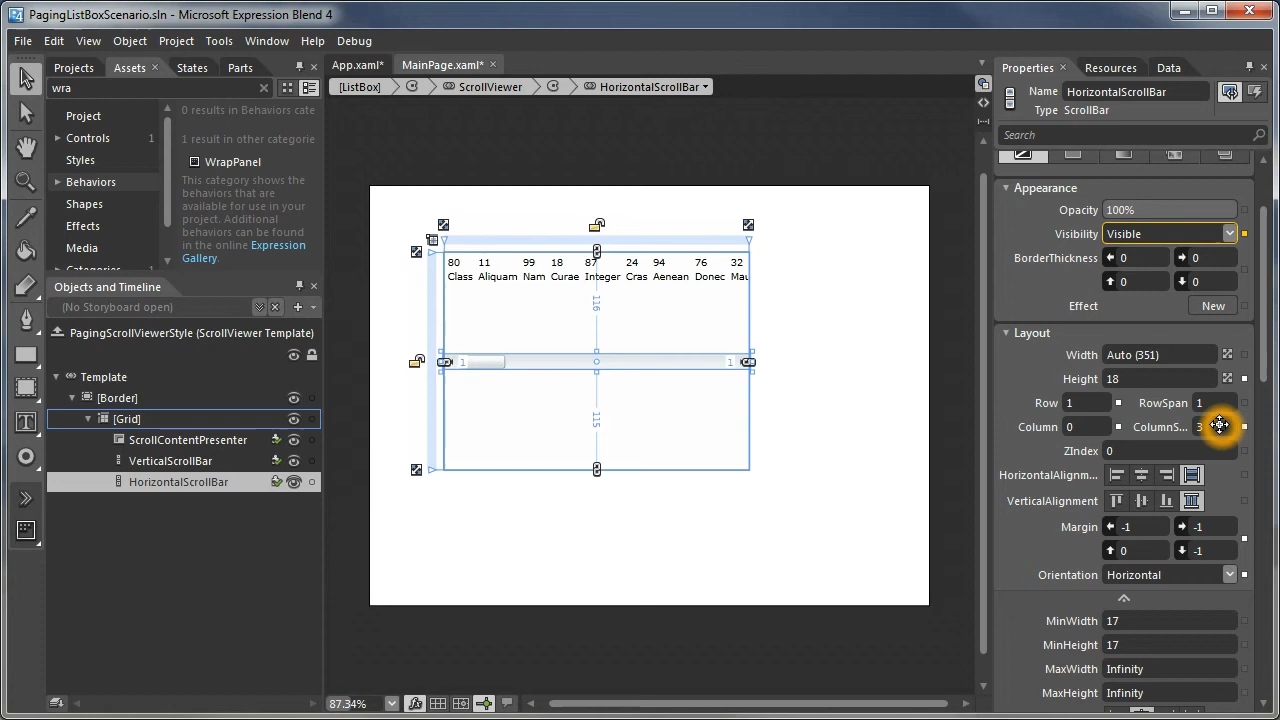 PagingListBoxScenario.sln - Microsoft Expression Blend 4
File Edit View Object Project Tools Window Help Debug
Projects Assets States Parts
wra
Project
Controls 1
Styles
Behaviors
Shapes
Effects
Media
Categories
0 results in Behaviors cate
1 result in other categorie
WrapPanel
This category shows the
behaviors that are
available for use in your
project. Additional
behaviors can be
found in the online Expression
Gallery.
Objects and Timeline
(No Storyboard open)
PagingScrollViewerStyle (ScrollViewer Template)
Template
[Border]
[Grid]
ScrollContentPresenter
VerticalScrollBar
HorizontalScrollBar
App.xaml* MainPage.xaml*
[ListBox] ScrollViewer HorizontalScrollBar
80 11 99 18 87 24 94 76 32
Class Aliquam Nam Curae Integer Cras Aenean Donec Mau
116
1 1
115
87.34%
Properties Resources Data
Name HorizontalScrollBar
Type ScrollBar
Search
Appearance
Opacity 100%
Visibility Visible
BorderThickness 0 0
0 0
Effect New
Layout
Width Auto (351)
Height 18
Row 1 RowSpan 1
Column 0 ColumnS... 3
ZIndex 0
HorizontalAlignm...
VerticalAlignment
Margin -1 -1
0 -1
Orientation Horizontal
MinWidth 17
MinHeight 17
MaxWidth Infinity
MaxHeight Infinity